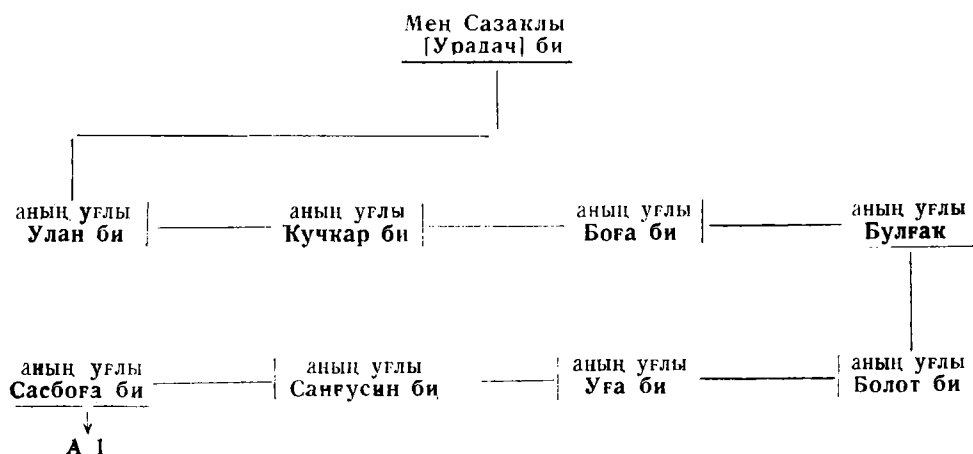 Мең Сазаклы
[Урадач] би
аның уғлы
Улан би
аның уғлы
Кучкар би
аның уғлы
Боға би
аның уғлы
Булғак
аның уғлы
Сасбоға би
аның уғлы
Санғусин би
аның уғлы
Уға би
аның уғлы
Болот би
А 1